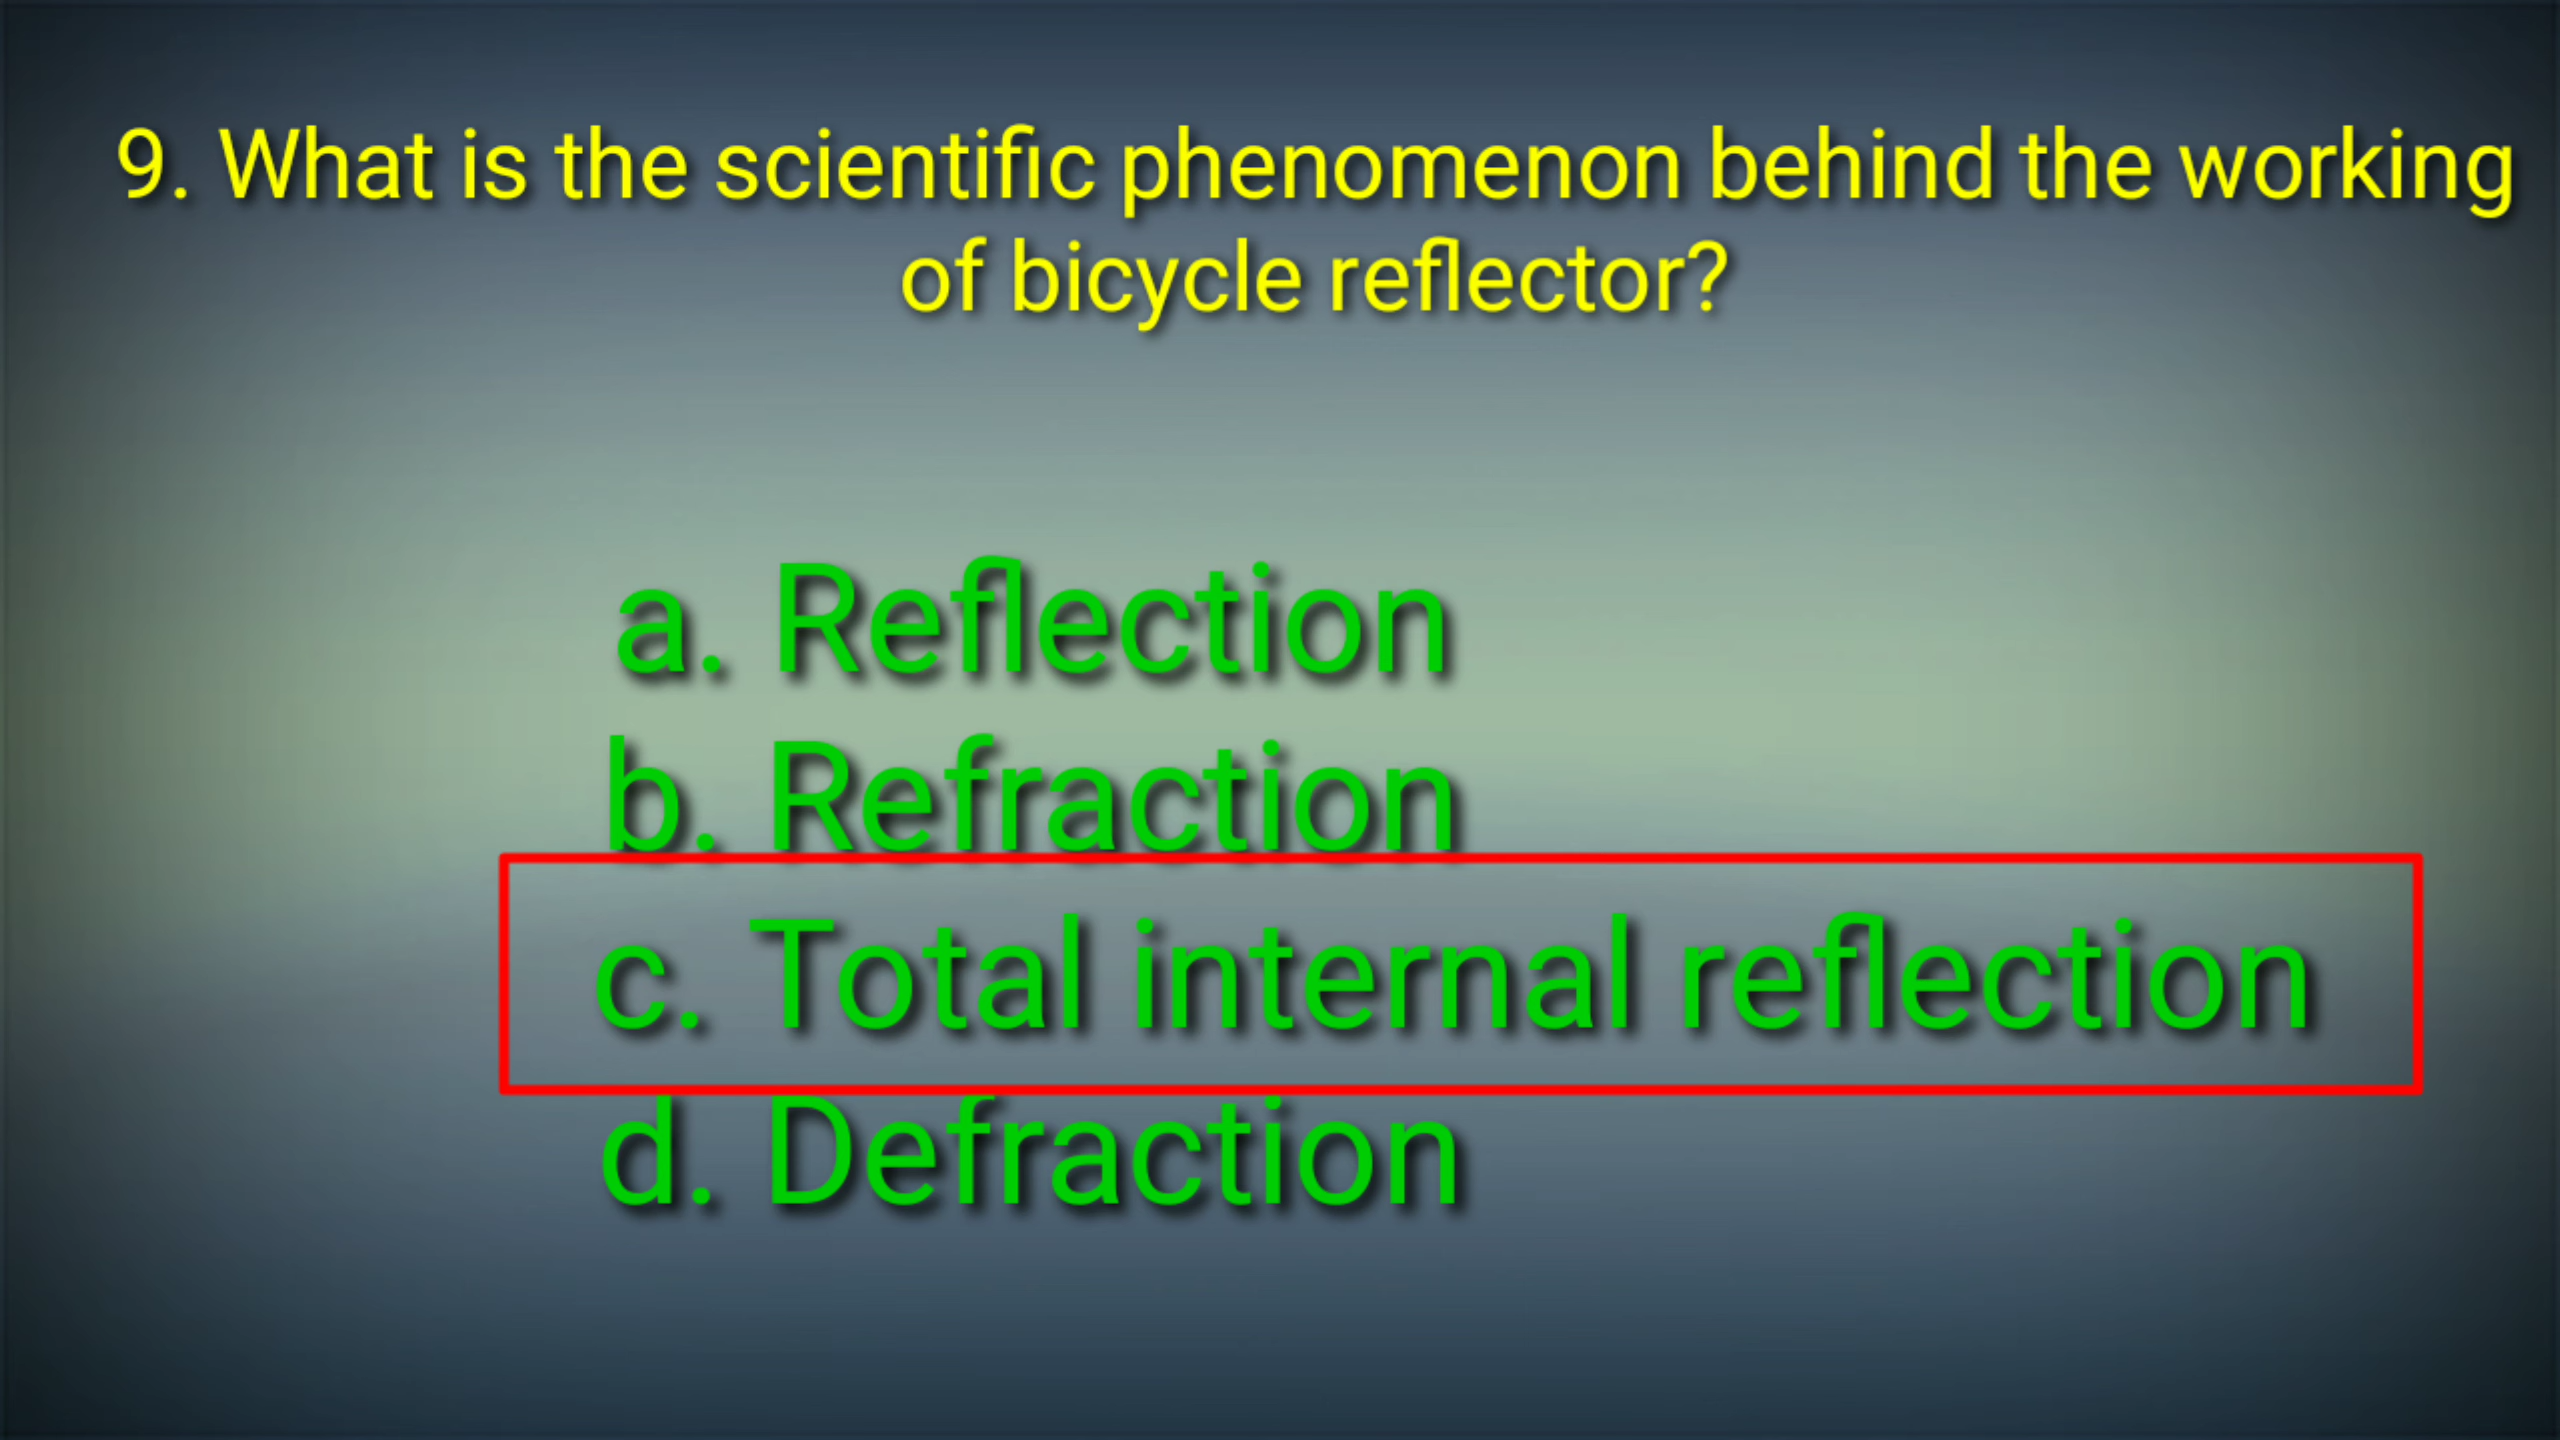 9. What is the scientific phenomenon behind the working
of bicycle reflector?
a. Reflection
b. Refraction
c. Total internal reflection
d. Defraction